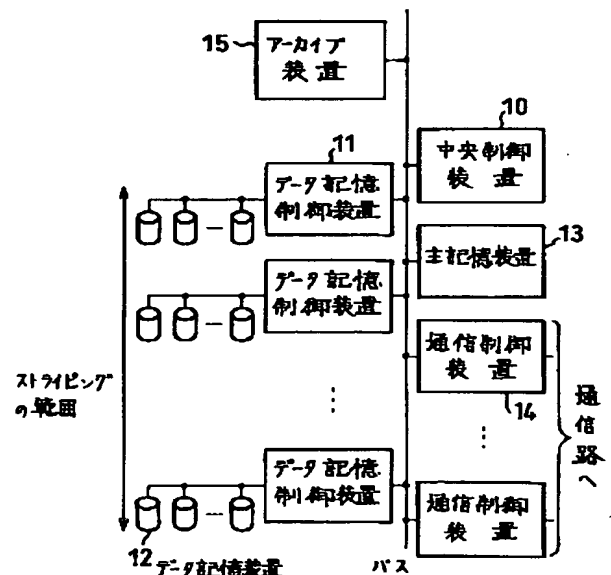 15
アーカイブ
装置
10
中央制御
装置
11
データ記憶
制御装置
13
主記憶装置
データ記憶
制御装置
通信制御
装置
14
ストライピング
の範囲
通信路へ
データ記憶
制御装置
通信制御
装置
12
データ記憶装置
バス